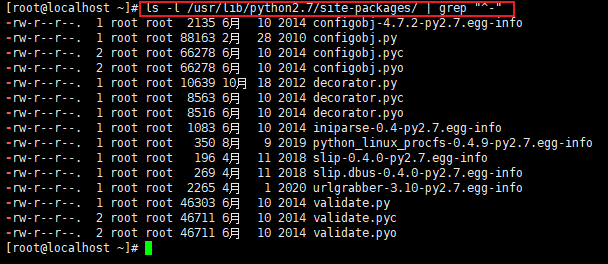 [root@localhost ~]# ls -l /usr/lib/python2.7/site-packages/ | grep "^-"
-rw-r--r--. 1 root root  2135 6月  10 2014 configobj-4.7.2-py2.7.egg-info
-rw-r--r--. 1 root root 88163 2月  28 2010 configobj.py
-rw-r--r--. 2 root root 66278 6月  10 2014 configobj.pyc
-rw-r--r--. 2 root root 66278 6月  10 2014 configobj.pyo
-rw-r--r--. 1 root root 10639 10月 18 2012 decorator.py
-rw-r--r--. 1 root root  8563 6月  10 2014 decorator.pyc
-rw-r--r--. 1 root root  8516 6月  10 2014 decorator.pyo
-rw-r--r--. 1 root root  1083 6月  10 2014 iniparse-0.4-py2.7.egg-info
-rw-r--r--. 1 root root   350 8月   9 2019 python_linux_procfs-0.4.9-py2.7.egg-info
-rw-r--r--. 1 root root   196 4月  11 2018 slip-0.4.0-py2.7.egg-info
-rw-r--r--. 1 root root   269 4月  11 2018 slip.dbus-0.4.0-py2.7.egg-info
-rw-r--r--. 1 root root  2265 4月   1 2020 urlgrabber-3.10-py2.7.egg-info
-rw-r--r--. 1 root root 46303 6月  10 2014 validate.py
-rw-r--r--. 2 root root 46711 6月  10 2014 validate.pyc
-rw-r--r--. 2 root root 46711 6月  10 2014 validate.pyo
[root@localhost ~]#